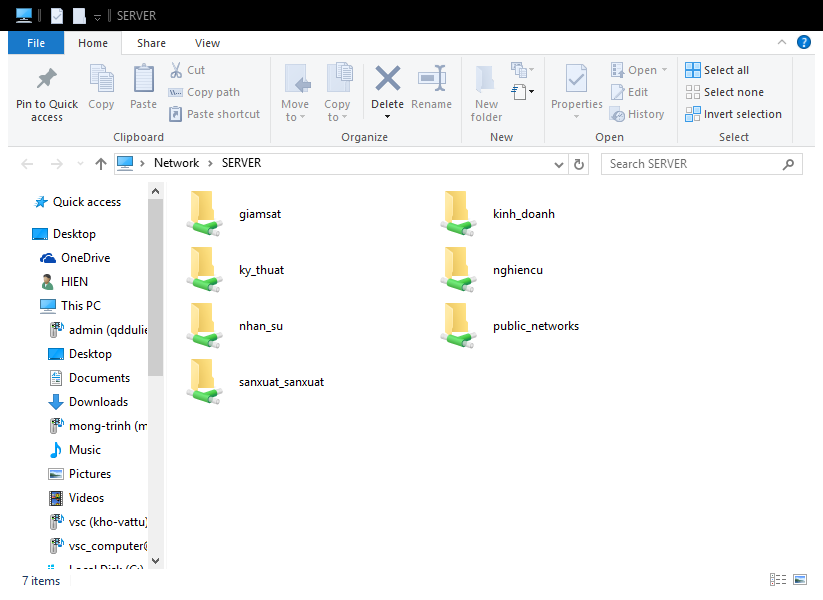 SERVER
File Home Share View
Pin to Quick access
Copy
Paste
Cut
Copy path
Paste shortcut
Clipboard
Move to
Copy to
Delete
Rename
Organize
New folder
New
Properties
Open
Edit
History
Open
Select all
Select none
Invert selection
Select
Network SERVER
Search SERVER
Quick access
Desktop
OneDrive
HIEN
This PC
admin (qddulie
Desktop
Documents
Downloads
mong-trinh (m
Music
Pictures
Videos
vsc (kho-vattu)
vsc_computer@
Local Disk (C:)
giamsat
kinh_doanh
ky_thuat
nghiencu
nhan_su
public_networks
sanxuat_sanxuat
7 items